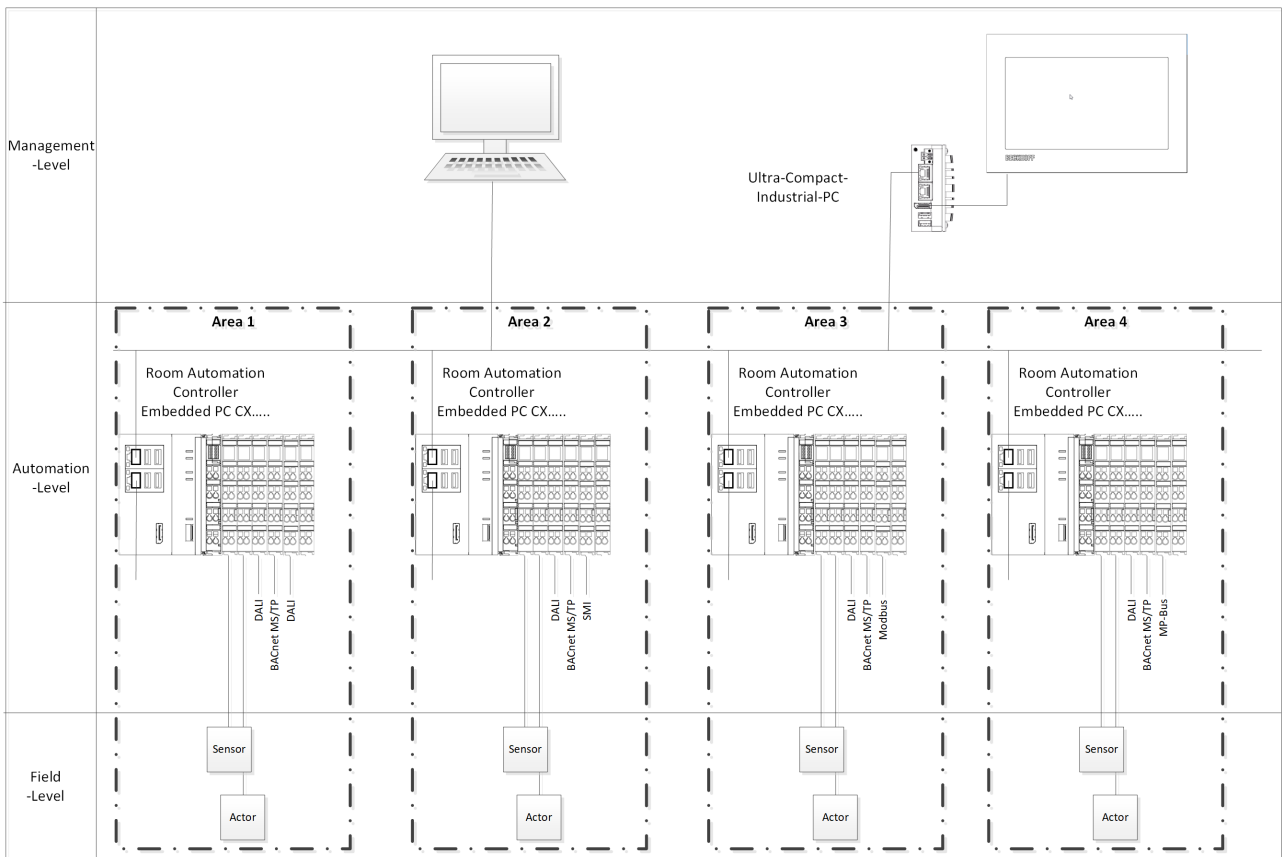 Management
-Level
Ultra-Compact-
Industrial-PC
BECKHOFF
Area 1
Area 2
Area 3
Area 4
Room Automation
Controller
Embedded PC CX.....
Room Automation
Controller
Embedded PC CX.....
Room Automation
Controller
Embedded PC CX.....
Room Automation
Controller
Embedded PC CX.....
Automation
-Level
DALI
BACnet MS/TP
DALI
DALI
BACnet MS/TP
SMI
DALI
BACnet MS/TP
Modbus
DALI
BACnet MS/TP
MP-Bus
Field
-Level
Sensor
Sensor
Sensor
Sensor
Actor
Actor
Actor
Actor